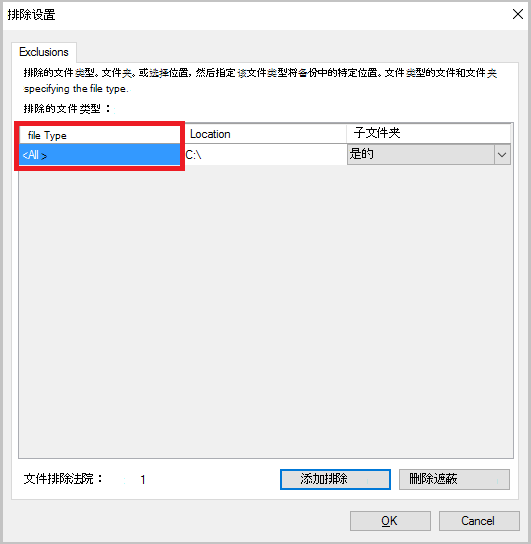 排除设置
Exclusions
排除的文件类型。文件夹。或选择位置，然后指定该文件类型将备份中的特定位置。文件类型的文件和文件夹
specifying the file type.
排除的文件类型：
file Type Location 子文件夹
<All > C:\ 是的
文件排除法院： 1 添加排除 删除遮蔽
OK Cancel